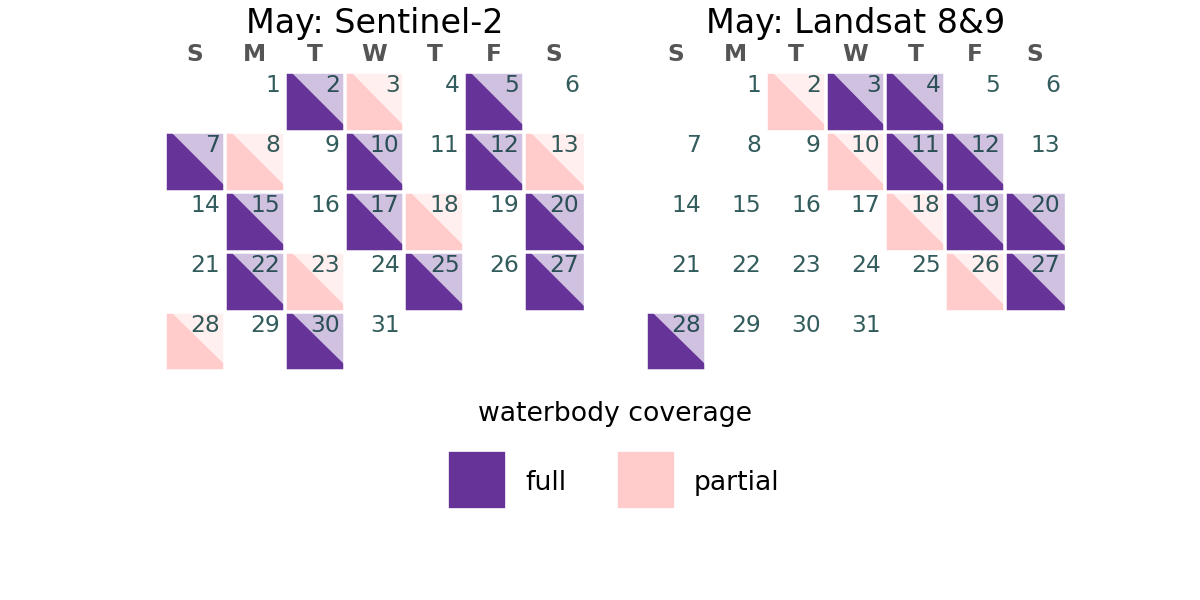 May: Sentinel-2
S M T W T F S
1 2 3 4 5 6
7 8 9 10 11 12 13
14 15 16 17 18 19 20
21 22 23 24 25 26 27
28 29 30 31
May: Landsat 8&9
S M T W T F S
1 2 3 4 5 6
7 8 9 10 11 12 13
14 15 16 17 18 19 20
21 22 23 24 25 26 27
28 29 30 31
waterbody coverage
full
partial